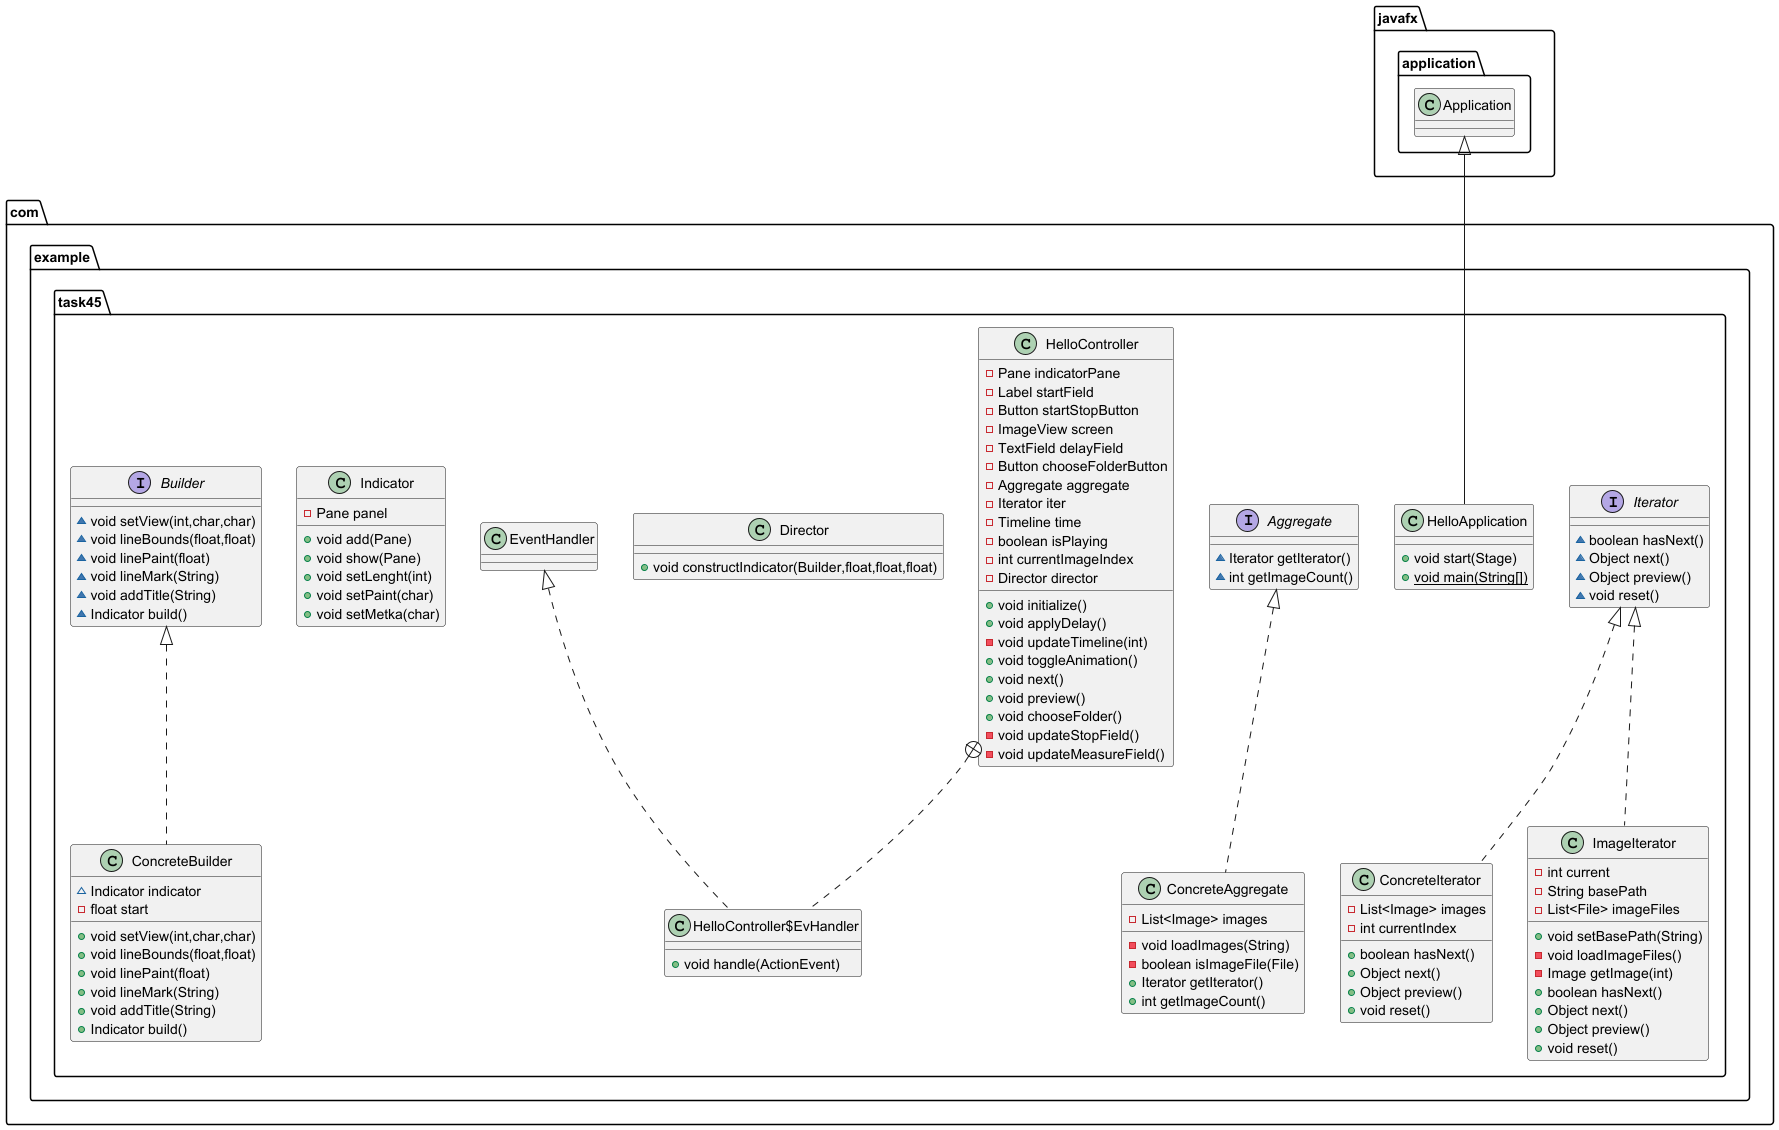 javafx
application
C Application
com
example
task45
C HelloController
Pane indicatorPane
Label startField
Button startStopButton
ImageView screen
TextField delayField
Button chooseFolderButton
Aggregate aggregate
Iterator iter
Timeline time
boolean isPlaying
int currentImageIndex
Director director
void initialize()
void applyDelay()
void updateTimeline(int)
void toggleAnimation()
void next()
void preview()
void chooseFolder()
void updateStopField()
void updateMeasureField()
I Builder
void setView(int,char,char)
void lineBounds(float,float)
void linePaint(float)
void lineMark(String)
void addTitle(String)
Indicator build()
C Indicator
Pane panel
void add(Pane)
void show(Pane)
void setLenght(int)
void setPaint(char)
void setMetka(char)
C EventHandler
C Director
void constructIndicator(Builder,float,float,float)
I Aggregate
Iterator getIterator()
int getImageCount()
C HelloApplication
void start(Stage)
void main(String[])
I Iterator
boolean hasNext()
Object next()
Object preview()
void reset()
C ConcreteBuilder
Indicator indicator
float start
void setView(int,char,char)
void lineBounds(float,float)
void linePaint(float)
void lineMark(String)
void addTitle(String)
Indicator build()
C HelloController$EvHandler
void handle(ActionEvent)
C ConcreteAggregate
List<Image> images
void loadImages(String)
boolean isImageFile(File)
Iterator getIterator()
int getImageCount()
C ConcreteIterator
List<Image> images
int currentIndex
boolean hasNext()
Object next()
Object preview()
void reset()
C ImageIterator
int current
String basePath
List<File> imageFiles
void setBasePath(String)
void loadImageFiles()
Image getImage(int)
boolean hasNext()
Object next()
Object preview()
void reset()